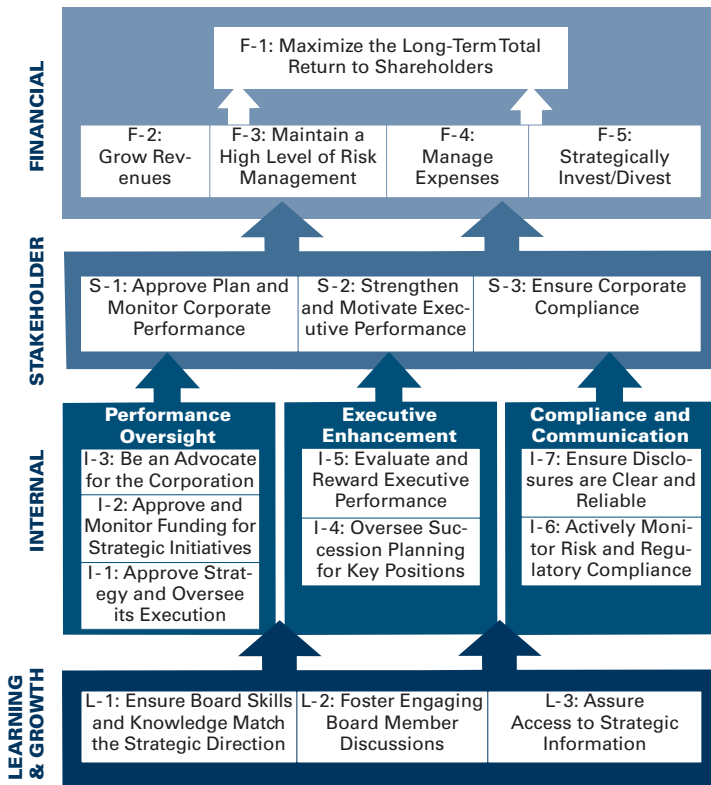 FINANCIAL
F-1: Maximize the Long-Term Total
Return to Shareholders
F-2:
Grow Rev-
enues
F-3: Maintain a
High Level of Risk
Management
F-4:
Manage
Expenses
F-5:
Strategically
Invest/Divest
STAKEHOLDER
S-1: Approve Plan and
Monitor Corporate
Performance
S-2: Strengthen
and Motivate Exec-
utive Performance
S-3: Ensure Corporate
Compliance
INTERNAL
Performance
Oversight
I-3: Be an Advocate
for the Corporation
I-2: Approve and
Monitor Funding for
Strategic Initiatives
I-1: Approve Strat-
egy and Oversee
its Execution
Executive
Enhancement
I-5: Evaluate and
Reward Executive
Performance
I-4: Oversee Suc-
cession Planning
for Key Positions
Compliance and
Communication
I-7: Ensure Disclo-
sures are Clear and
Reliable
I-6: Actively Moni-
tor Risk and Regu-
latory Compliance
LEARNING
& GROWTH
L-1: Ensure Board Skills
and Knowledge Match
the Strategic Direction
L-2: Foster Engaging
Board Member
Discussions
L-3: Assure
Access to Strategic
Information